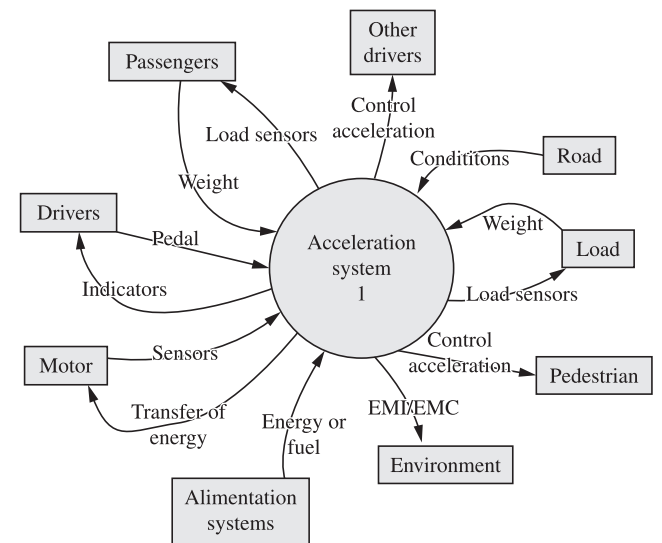 Other
drivers
Passengers
Control
acceleration
Load sensors
Condititons
Road
Weight
Drivers
Weight
Pedal
Acceleration
system
1
Load
Indicators
Load sensors
Control
acceleration
Sensors
Motor
Pedestrian
Transfer of
energy
Energy or
fuel
EMI/EMC
Environment
Alimentation
systems